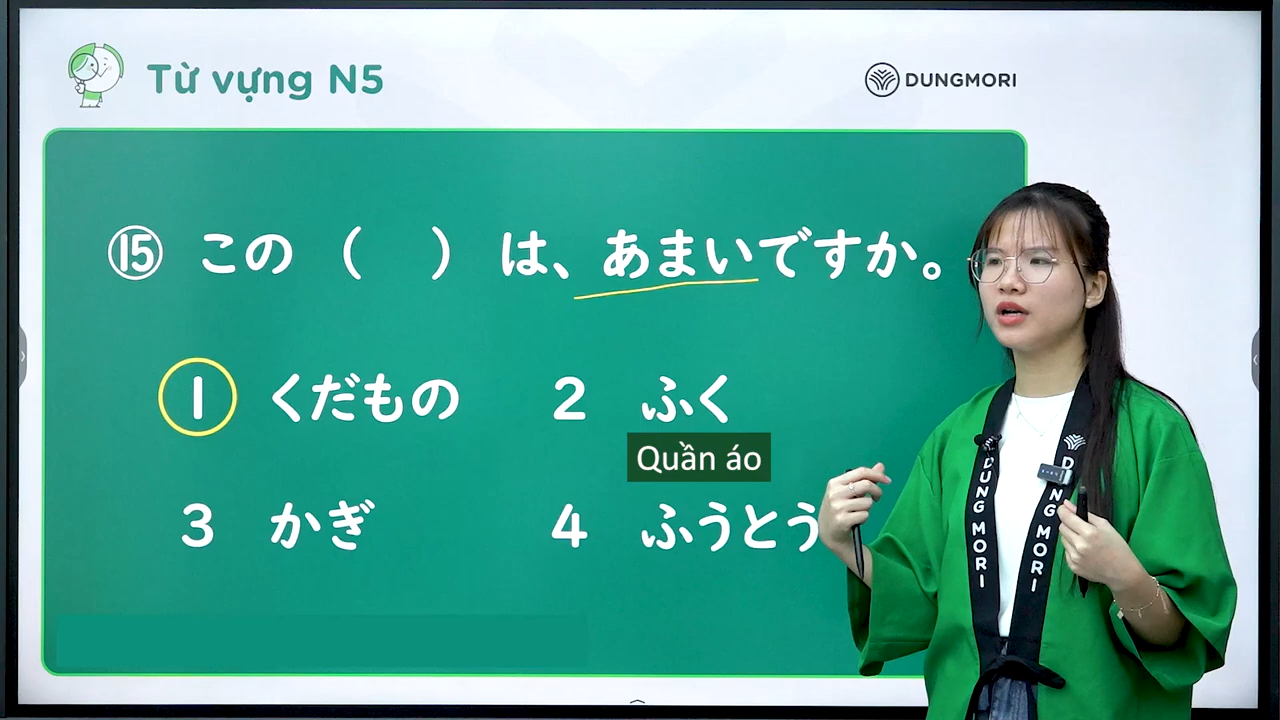 Từ vựng N5
DUNGMORI
⑮ この ( ) は、あまいですか。
1 くだもの 2 ふく
Quần áo
3 かぎ 4 ふうとう
DUNG MORI
DUNG MORI